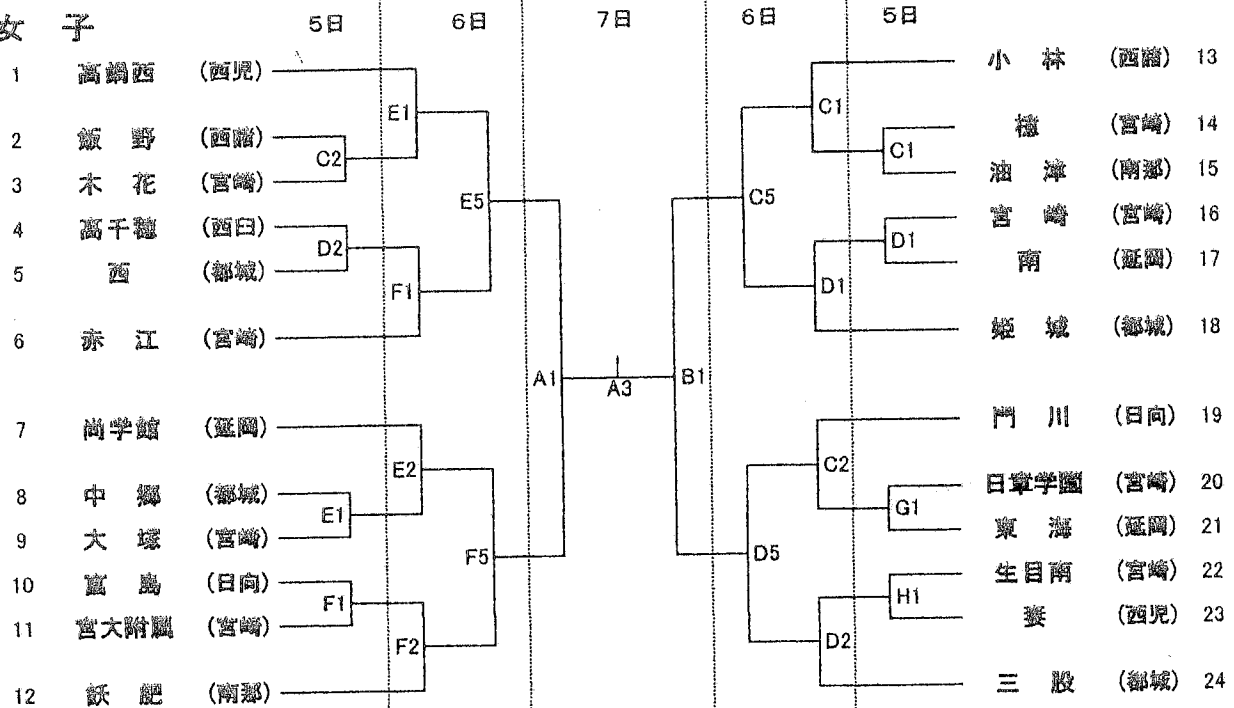 女 子 5日 6日 7日 6日 5日
1 高鍋西 (西児)
2 飯野 (西諸)
3 木花 (宮崎)
4 高千穂 (西臼)
5 西 (都城)
6 赤江 (宮崎)
7 尚学館 (延岡)
8 中郷 (都城)
9 大塚 (宮崎)
10 富島 (日向)
11 宮大附属 (宮崎)
12 飫肥 (南那)
E1
C2
E5
D2
F1
A1
E2
E1
F5
F1
F2
A3
B1
C1
C1
C5
D1
D1
C2
G1
D5
H1
D2
小林 (西諸) 13
檍 (宮崎) 14
油津 (南那) 15
宮崎 (宮崎) 16
南 (延岡) 17
姫城 (都城) 18
門川 (日向) 19
日章学園 (宮崎) 20
東海 (延岡) 21
生目南 (宮崎) 22
妻 (西児) 23
三股 (都城) 24